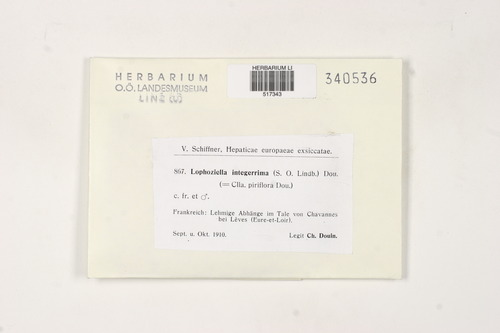 HERBARIUM
O.Ö. LANDESMUSEUM
LINZ
HERBARIUM LI
517343
340536
V. Schiffner, Hepaticae europaeae exsiccatae.
867. Lophoziella integerrima (S. O. Lindb.) Dou.
(= Clla. piriflora Dou.)
c. fr. et ♂.
Frankreich: Lehmige Abhänge im Tale von Chavannes
bei Lèves (Eure-et-Loir).
Sept. u. Okt. 1910. Legit Ch. Douin.